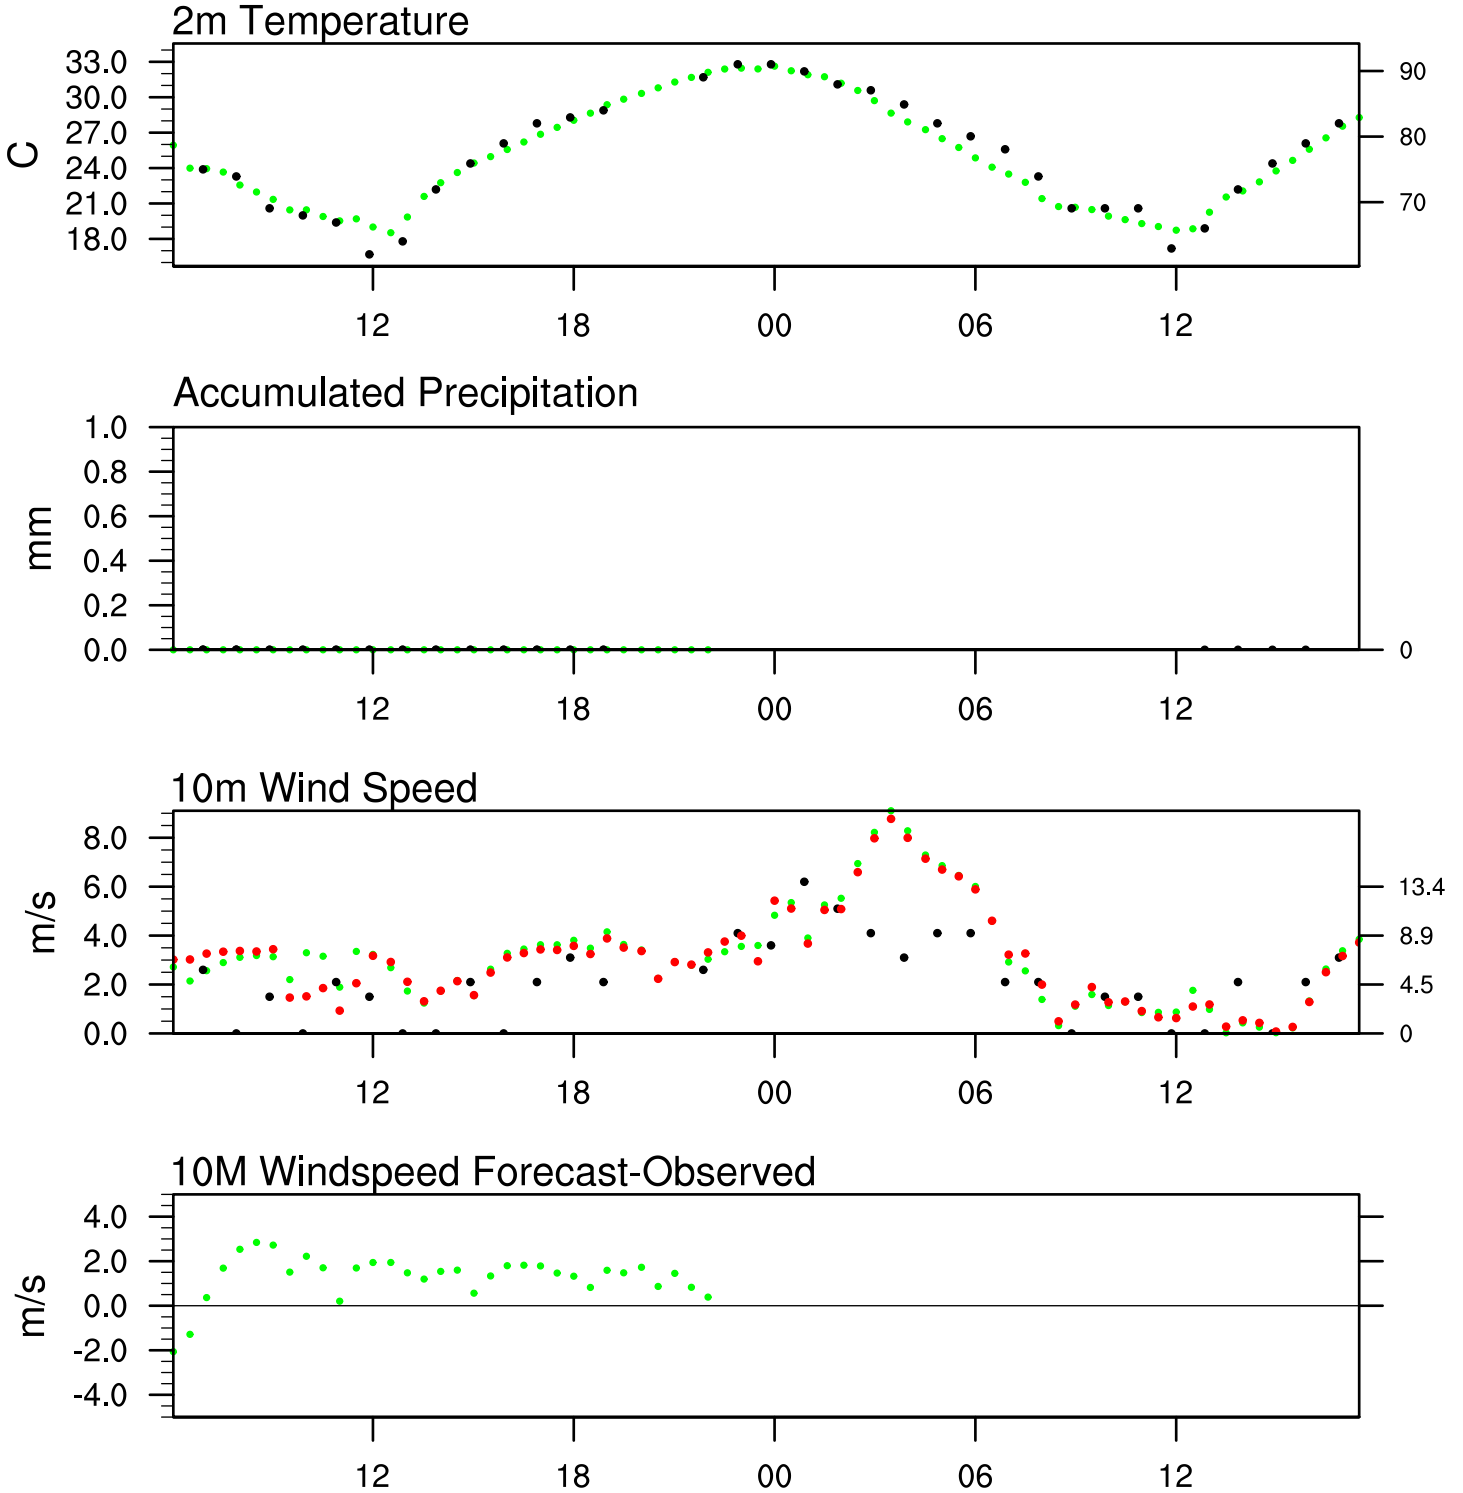 2m Temperature
33.0
30.0
27.0
24.0
21.0
18.0
C
90
80
70
12 18 00 06 12
Accumulated Precipitation
1.0
0.8
0.6
0.4
0.2
0.0
mm
0
12 18 00 06 12
10m Wind Speed
8.0
6.0
4.0
2.0
0.0
m/s
13.4
8.9
4.5
0
12 18 00 06 12
10M Windspeed Forecast-Observed
4.0
2.0
0.0
-2.0
-4.0
m/s
12 18 00 06 12